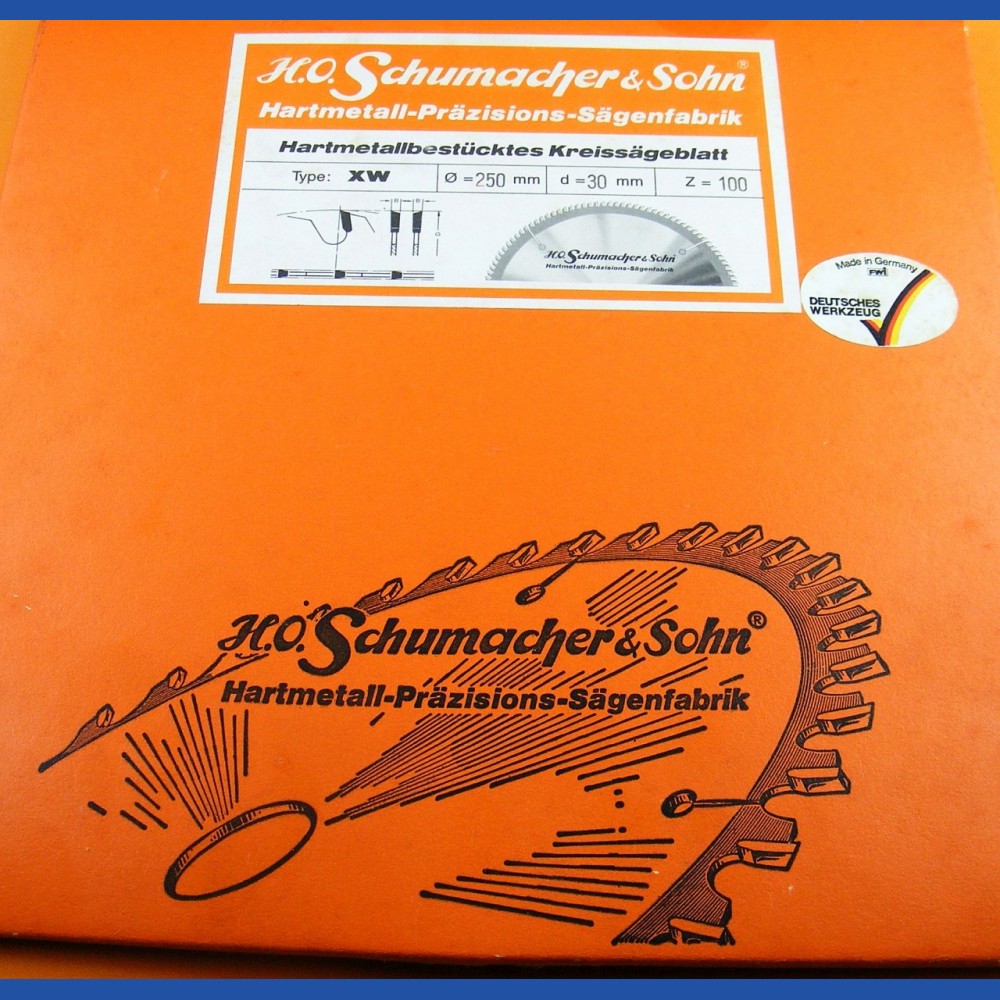 H.O. Schumacher & Sohn®
Hartmetall-Präzisions-Sägenfabrik
Hartmetallbestücktes Kreissägeblatt
Type: XW Ø = 250 mm d = 30 mm Z = 100
H.O. Schumacher & Sohn
Hartmetall-Präzisions-Sägenfabrik
Made in Germany
FWI
DEUTSCHES
WERKZEUG
H.O. Schumacher & Sohn®
Hartmetall-Präzisions-Sägenfabrik